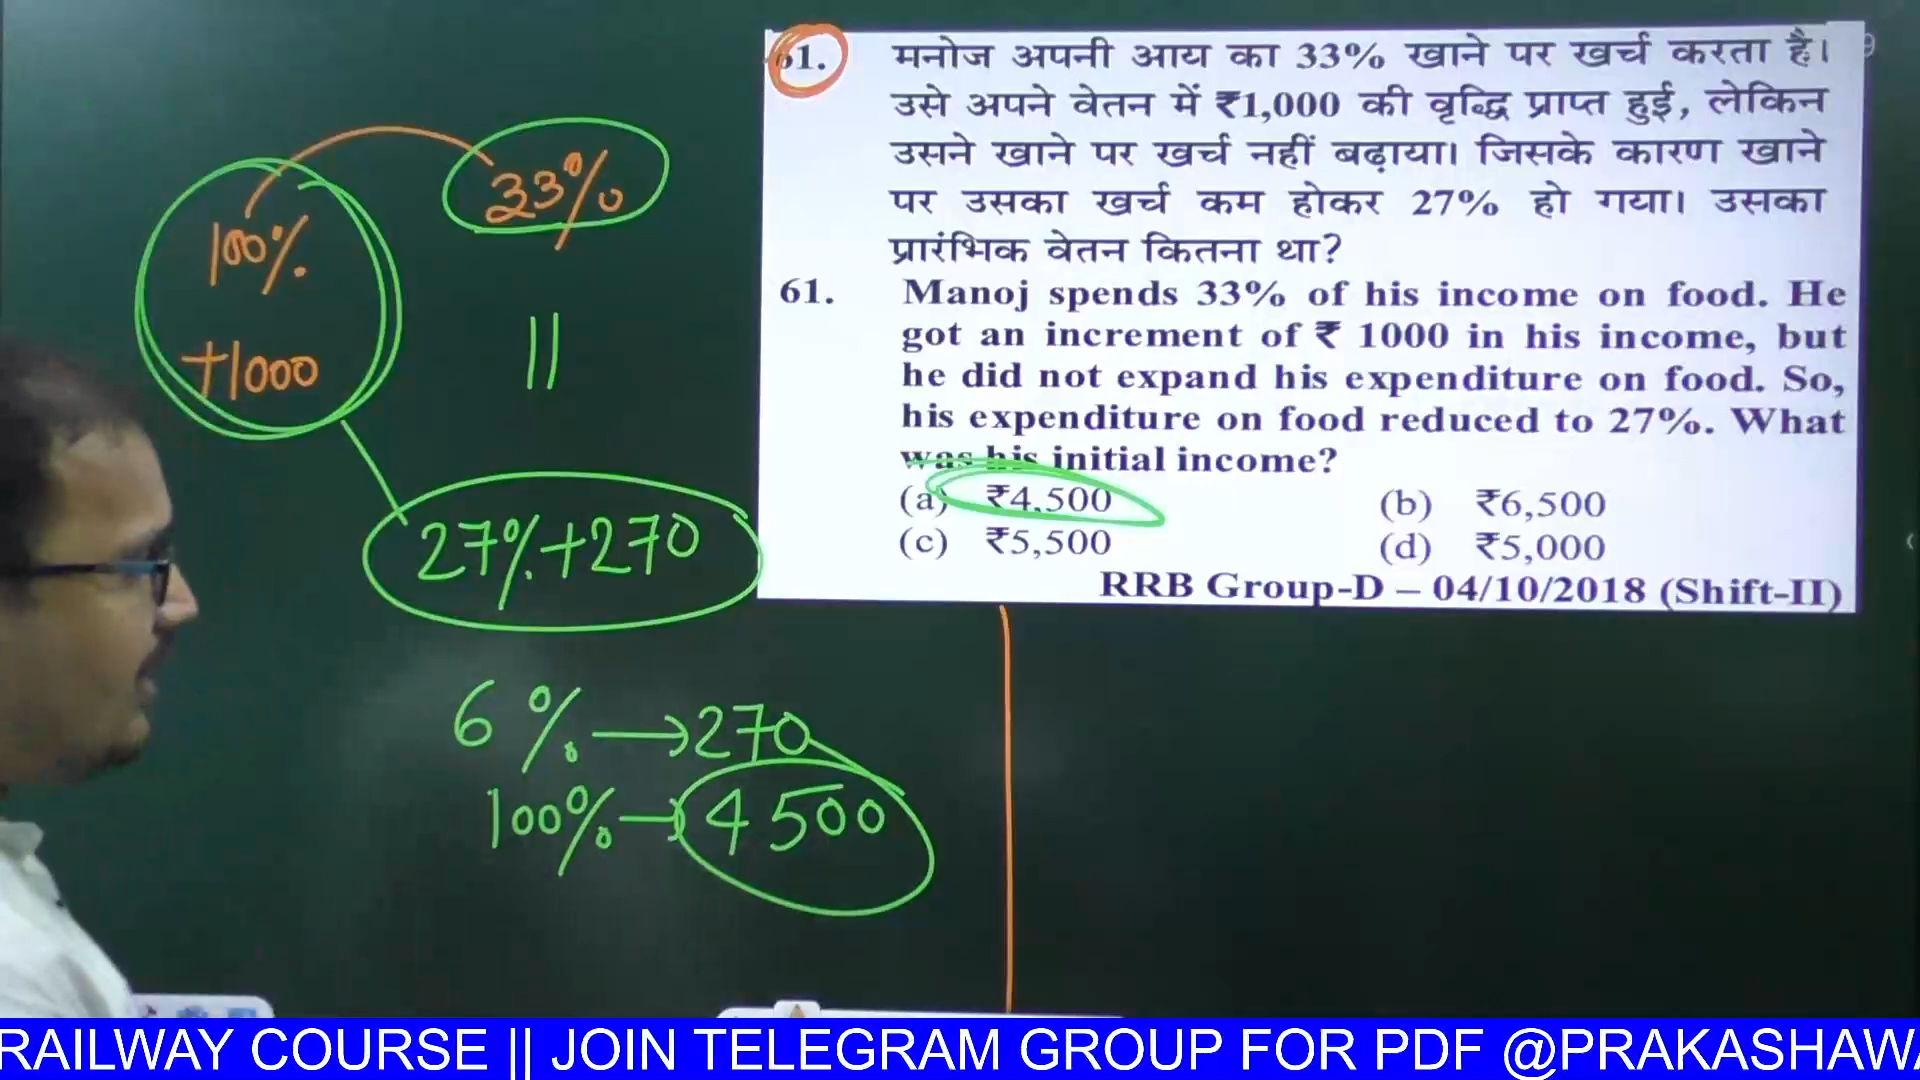 61. मनोज अपनी आय का 33% खाने पर खर्च करता है।
उसे अपने वेतन में ₹1,000 की वृद्धि प्राप्त हुई, लेकिन
उसने खाने पर खर्च नहीं बढ़ाया। जिसके कारण खाने
पर उसका खर्च कम होकर 27% हो गया। उसका
प्रारंभिक वेतन कितना था?
61. Manoj spends 33% of his income on food. He
got an increment of ₹ 1000 in his income, but
he did not expand his expenditure on food. So,
his expenditure on food reduced to 27%. What
was his initial income?
(a) ₹4,500 (b) ₹6,500
(c) ₹5,500 (d) ₹5,000
RRB Group-D – 04/10/2018 (Shift-II)
33%
100%
+1000
||
27%+270
6% → 270
100% → 4500
RAILWAY COURSE || JOIN TELEGRAM GROUP FOR PDF @PRAKASHAWA